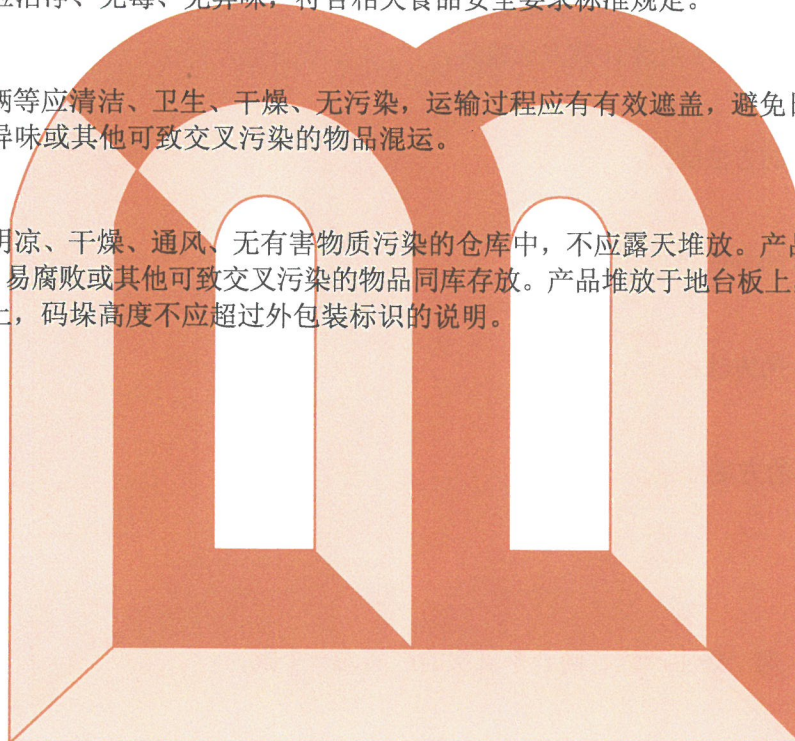 洁净、无毒、无异味，符合相关食品安全要求标准规定。
辆等应清洁、卫生、干燥、无污染，运输过程应有有效遮盖，避免日
异味或其他可致交叉污染的物品混运。
凉、干燥、通风、无有害物质污染的仓库中，不应露天堆放。产品
易腐败或其他可致交叉污染的物品同库存放。产品堆放于地台板上
，码垛高度不应超过外包装标识的说明。